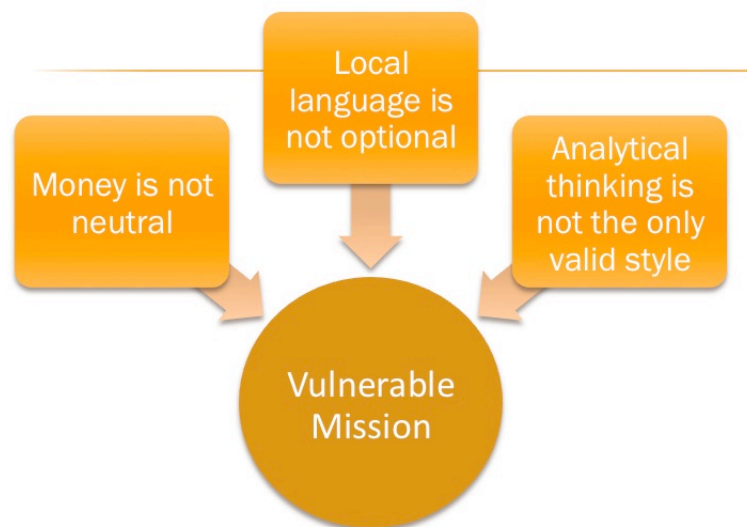 Local
language is
not optional
Money is not
neutral
Analytical
thinking is
not the only
valid style
Vulnerable
Mission